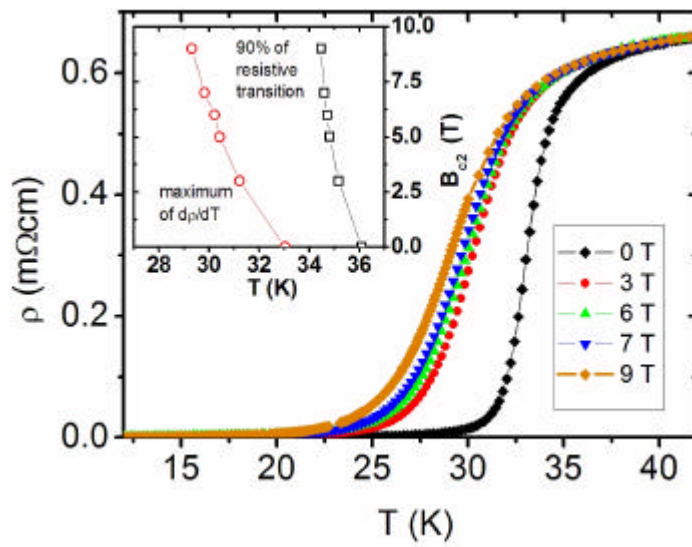 90% of
resistive
transition
maximum
of dρ/dT
10.0
7.5
5.0
2.5
0.0
B_c2 (T)
28 30 32 34 36
T (K)
0.6
0.4
0.2
0.0
ρ (mΩcm)
0 T
3 T
6 T
7 T
9 T
15 20 25 30 35 40
T (K)